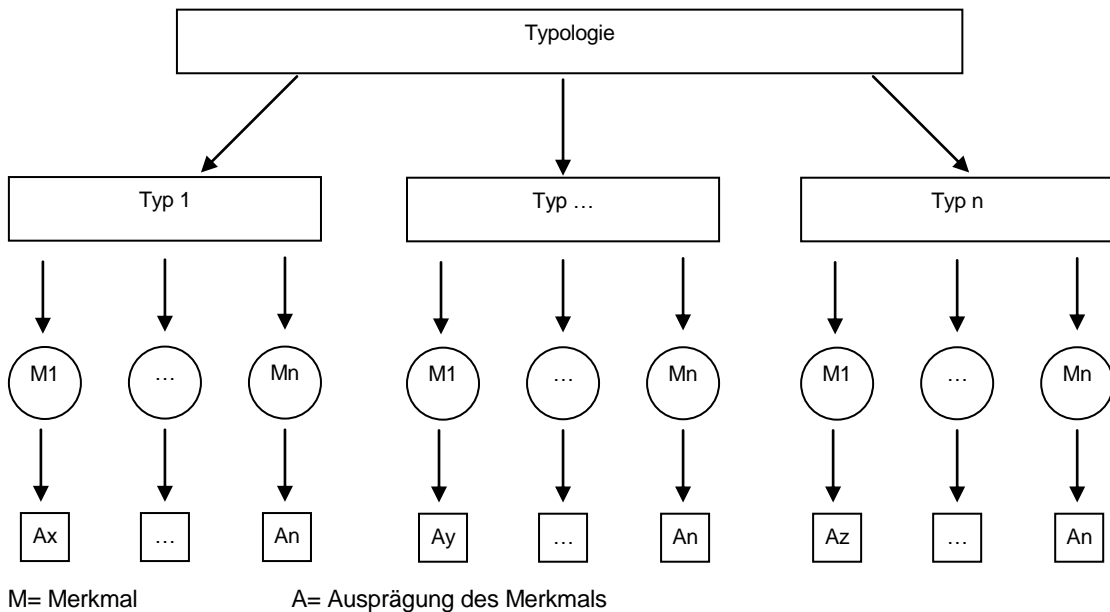 Typologie
Typ 1 Typ … Typ n
M1 … Mn M1 … Mn M1 … Mn
Ax … An Ay … An Az … An
M= Merkmal A= Ausprägung des Merkmals